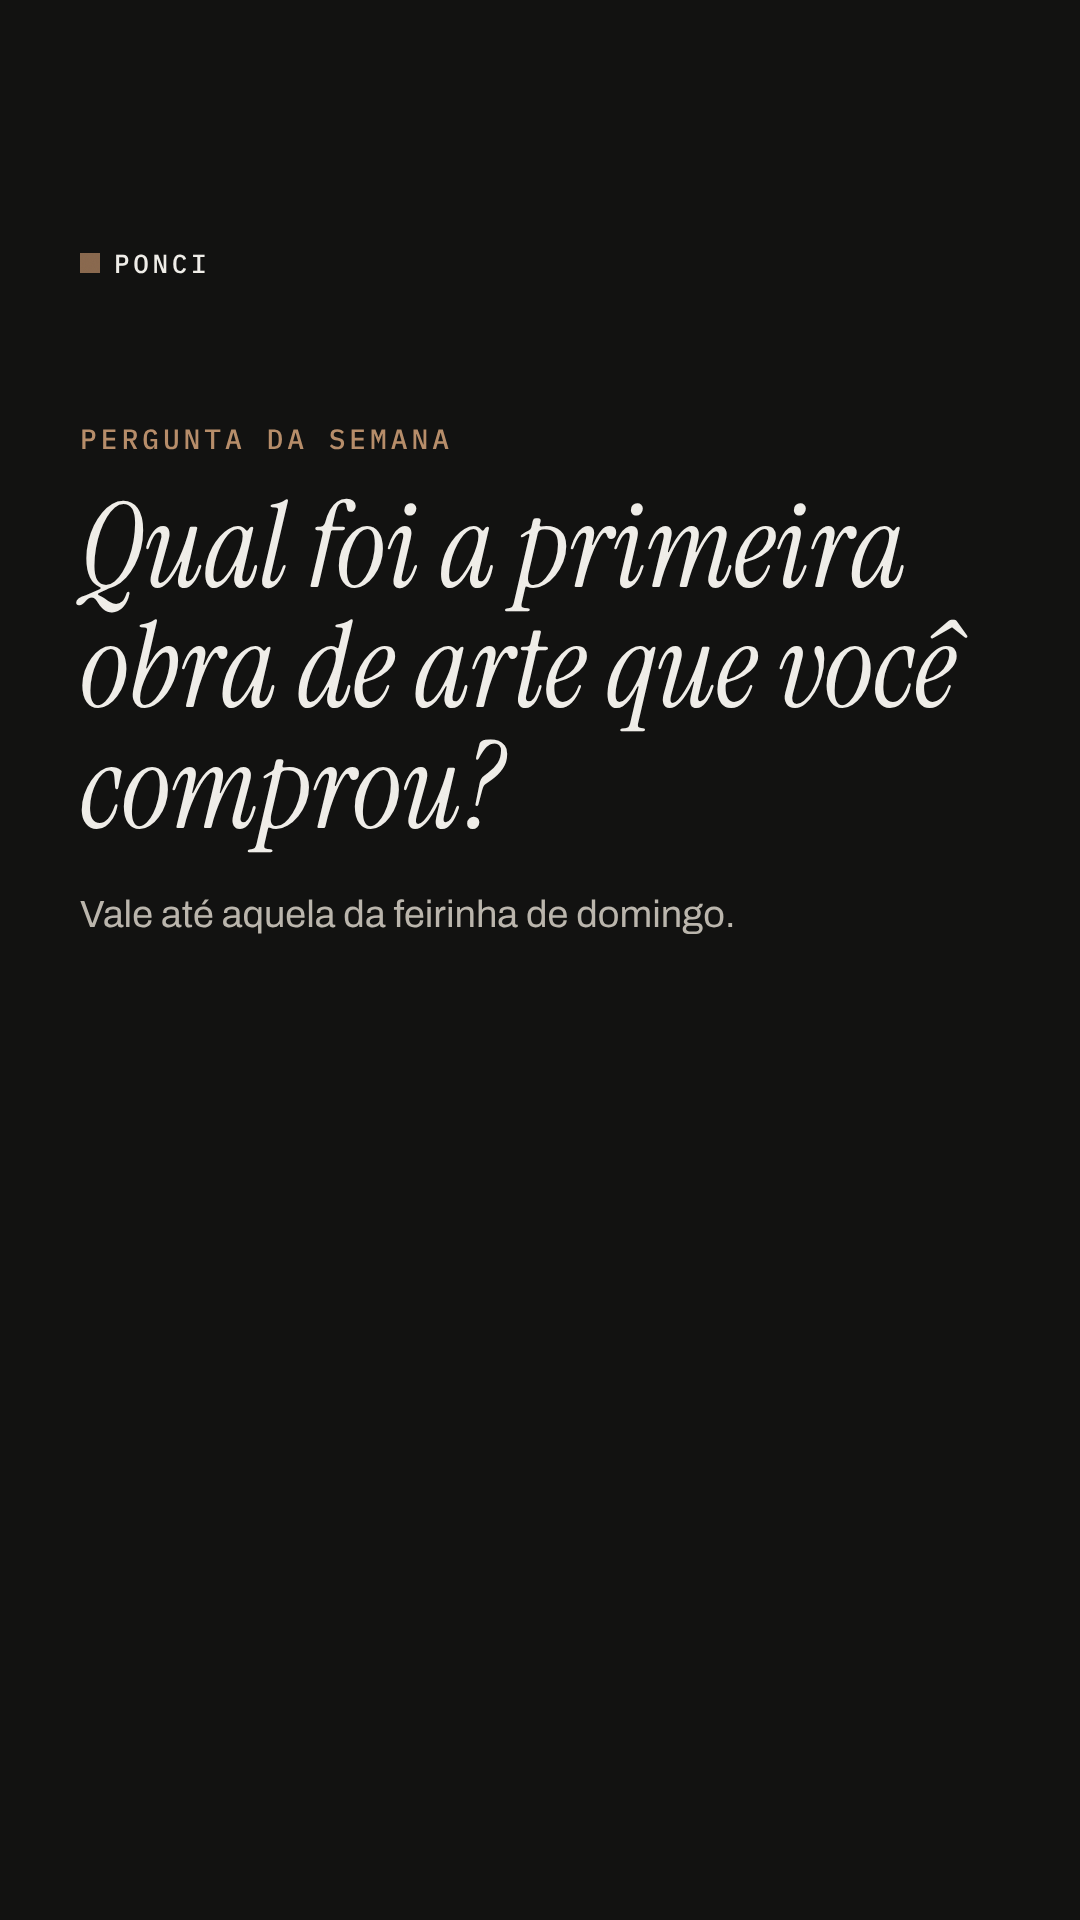 PONCI
PERGUNTA DA SEMANA
Qual foi a primeira
obra de arte que você
comprou?
Vale até aquela da feirinha de domingo.